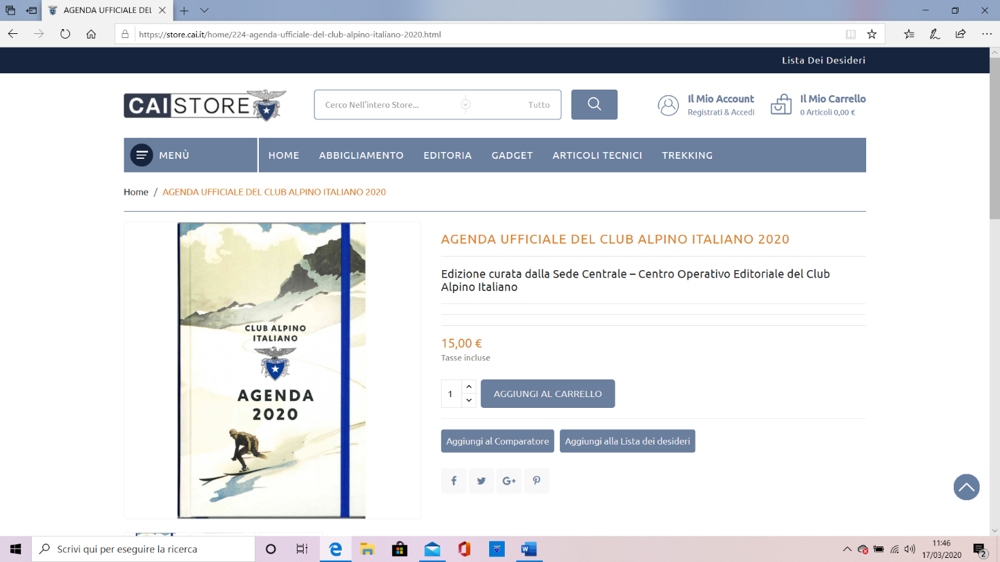 AGENDA UFFICIALE DEL
https://store.cai.it/home/224-agenda-ufficiale-del-club-alpino-italiano-2020.html
Lista Dei Desideri
CAISTORE
Cerco Nell'intero Store...
Tutto
Il Mio Account
Registrati & Accedi
Il Mio Carrello
0 Articoli 0,00 €
MENÙ
HOME
ABBIGLIAMENTO
EDITORIA
GADGET
ARTICOLI TECNICI
TREKKING
Home / AGENDA UFFICIALE DEL CLUB ALPINO ITALIANO 2020
CLUB ALPINO
ITALIANO
AGENDA
2020
AGENDA UFFICIALE DEL CLUB ALPINO ITALIANO 2020
Edizione curata dalla Sede Centrale – Centro Operativo Editoriale del Club
Alpino Italiano
15,00 €
Tasse incluse
1
AGGIUNGI AL CARRELLO
Aggiungi al Comparatore
Aggiungi alla Lista dei desideri
Scrivi qui per eseguire la ricerca
11:46
17/03/2020
2